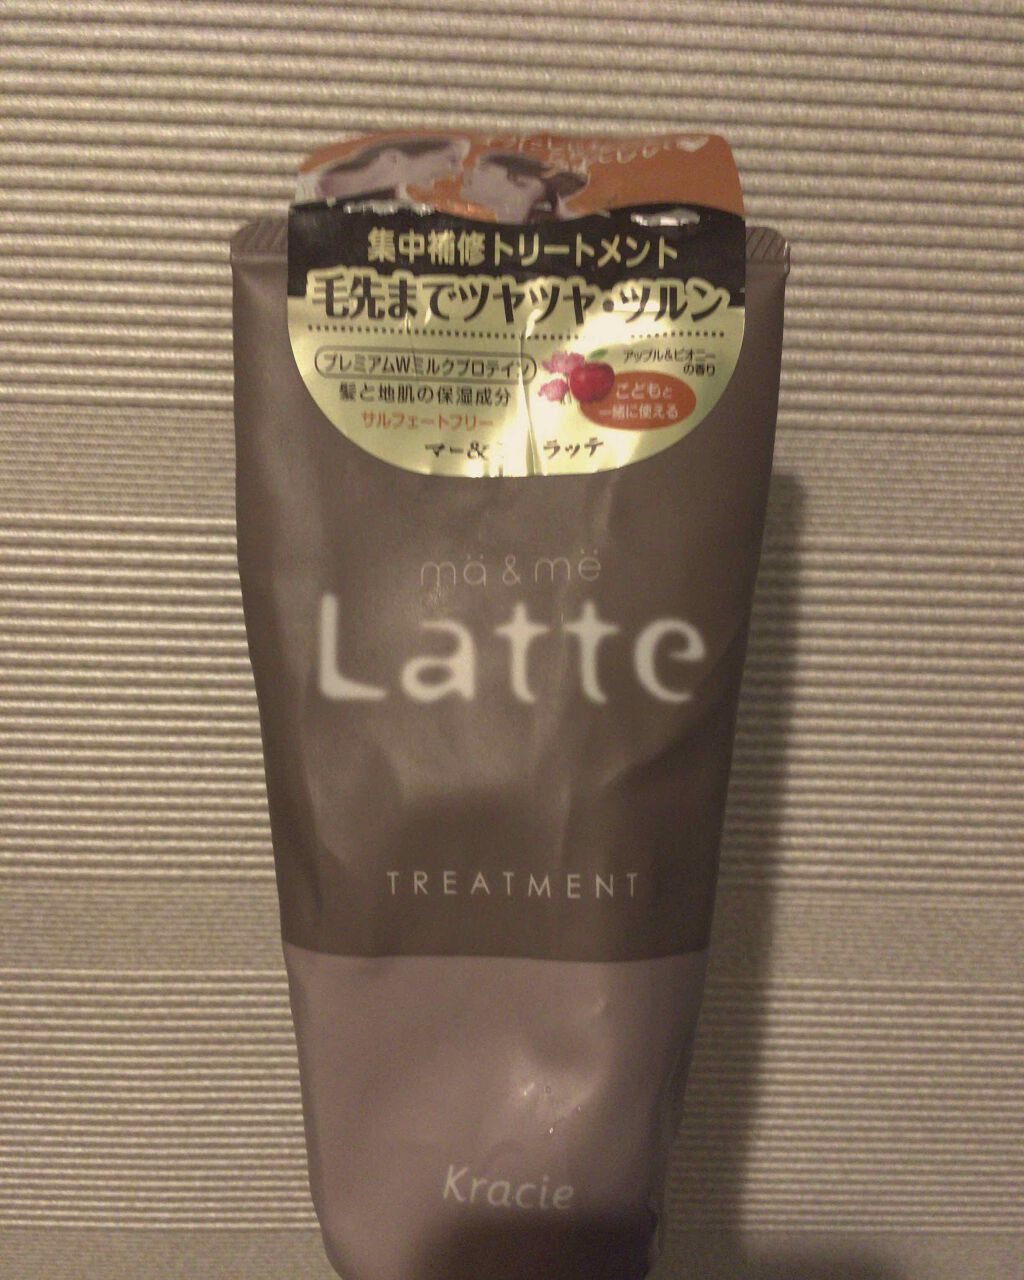 集中補修トリートメント
毛先までツヤツヤ・ツルン
プレミアムWミルクプロテイン
髪と地肌の保湿成分
サルフェートフリー
アップル&ピオニー
の香り
こどもと
一緒に使える
マー& ラッテ
mä & më
Latte
TREATMENT
Kracie